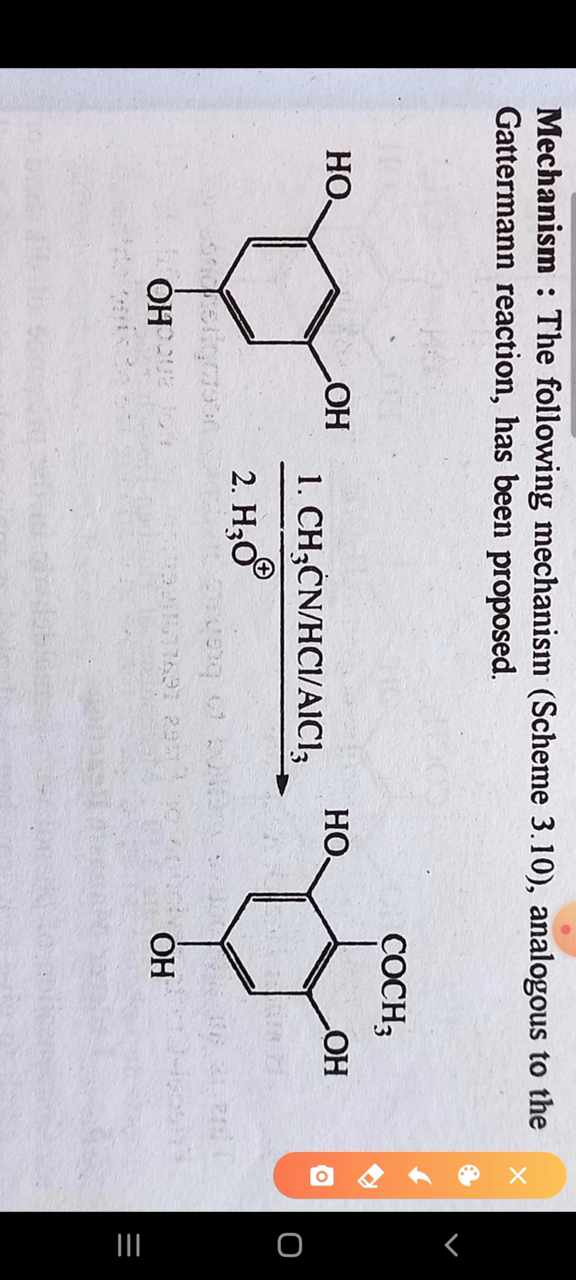 Mechanism : The following mechanism (Scheme 3.10), analogous to the
Gattermann reaction, has been proposed.
HO
OH
OH
1. CH₃CN/HCl/AlCl₃
2. H₃O⊕
COCH₃
HO
OH
OH